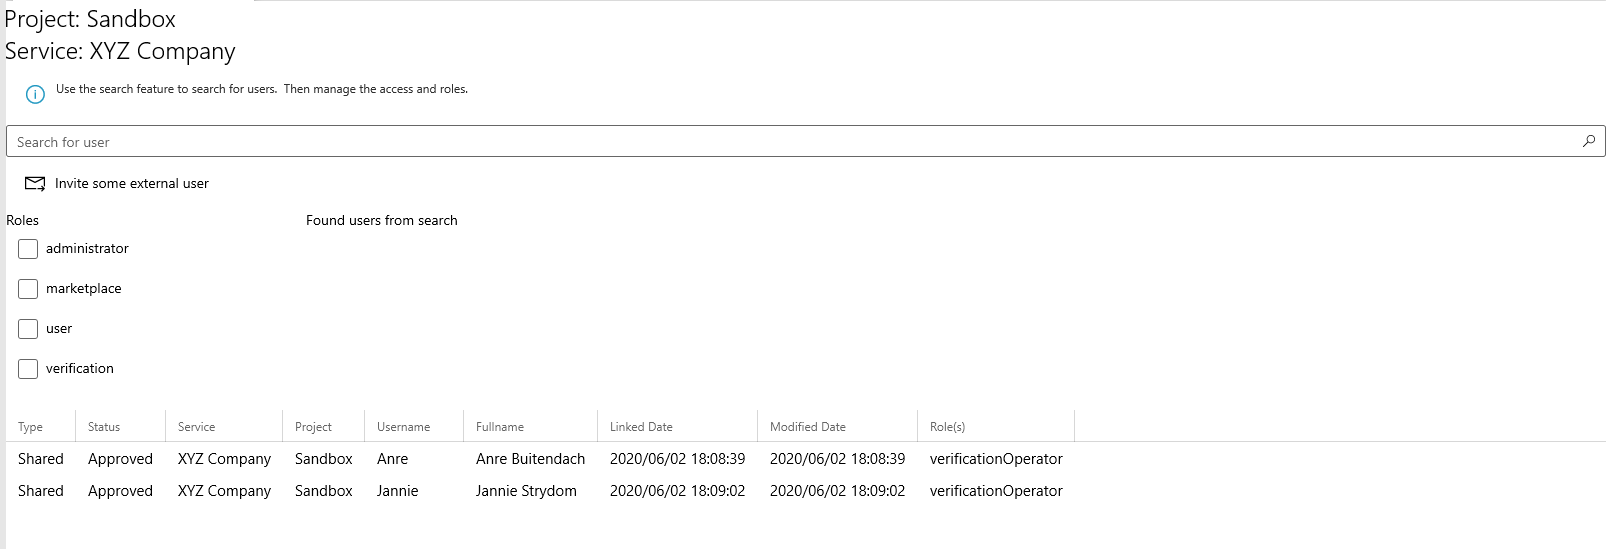 Project: Sandbox
Service: XYZ Company
Use the search feature to search for users.  Then manage the access and roles.
Search for user
Invite some external user
Roles Found users from search
administrator
marketplace
user
verification
Type Status Service Project Username Fullname Linked Date Modified Date Role(s)
Shared Approved XYZ Company Sandbox Anre Anre Buitendach 2020/06/02 18:08:39 2020/06/02 18:08:39 verificationOperator
Shared Approved XYZ Company Sandbox Jannie Jannie Strydom 2020/06/02 18:09:02 2020/06/02 18:09:02 verificationOperator